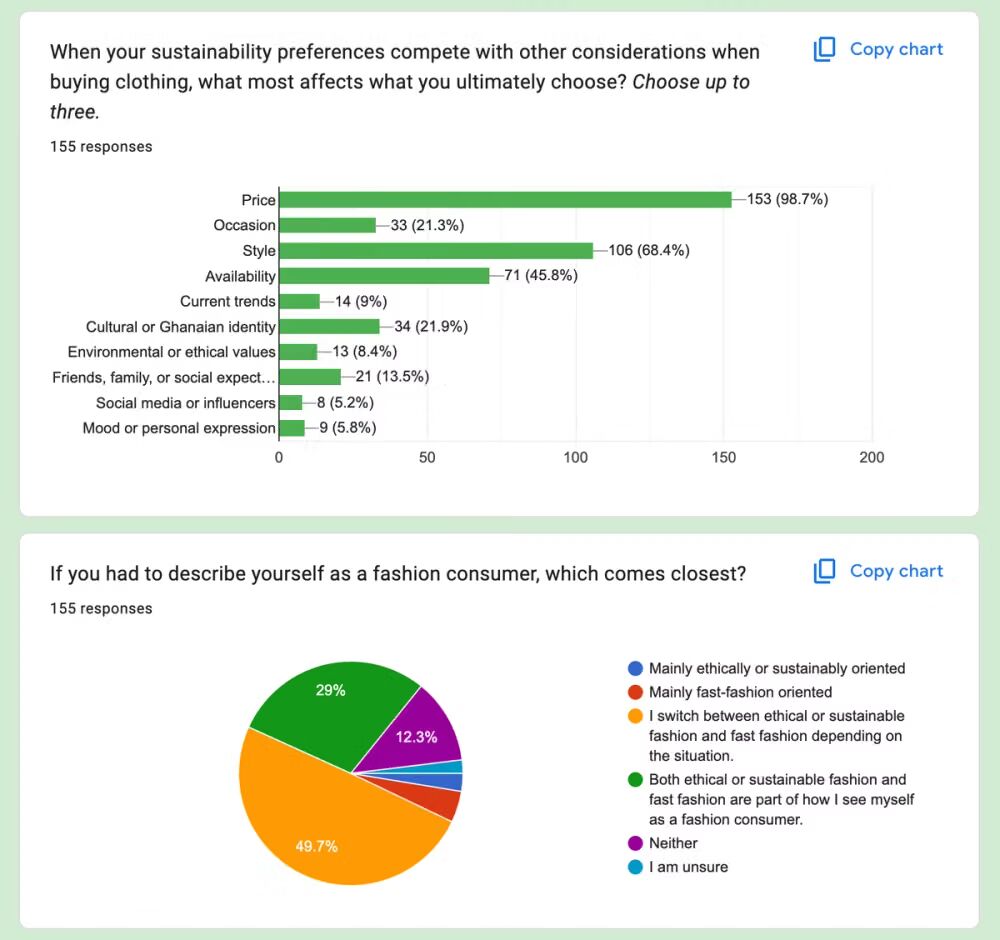 When your sustainability preferences compete with other considerations when
buying clothing, what most affects what you ultimately choose? Choose up to
three.
Copy chart
155 responses
Price
153 (98.7%)
Occasion
33 (21.3%)
Style
106 (68.4%)
Availability
71 (45.8%)
Current trends
14 (9%)
Cultural or Ghanaian identity
34 (21.9%)
Environmental or ethical values
13 (8.4%)
Friends, family, or social expect...
21 (13.5%)
Social media or influencers
8 (5.2%)
Mood or personal expression
9 (5.8%)
0
50
100
150
200
If you had to describe yourself as a fashion consumer, which comes closest?
Copy chart
155 responses
29%
12.3%
49.7%
Mainly ethically or sustainably oriented
Mainly fast-fashion oriented
I switch between ethical or sustainable
fashion and fast fashion depending on
the situation.
Both ethical or sustainable fashion and
fast fashion are part of how I see myself
as a fashion consumer.
Neither
I am unsure